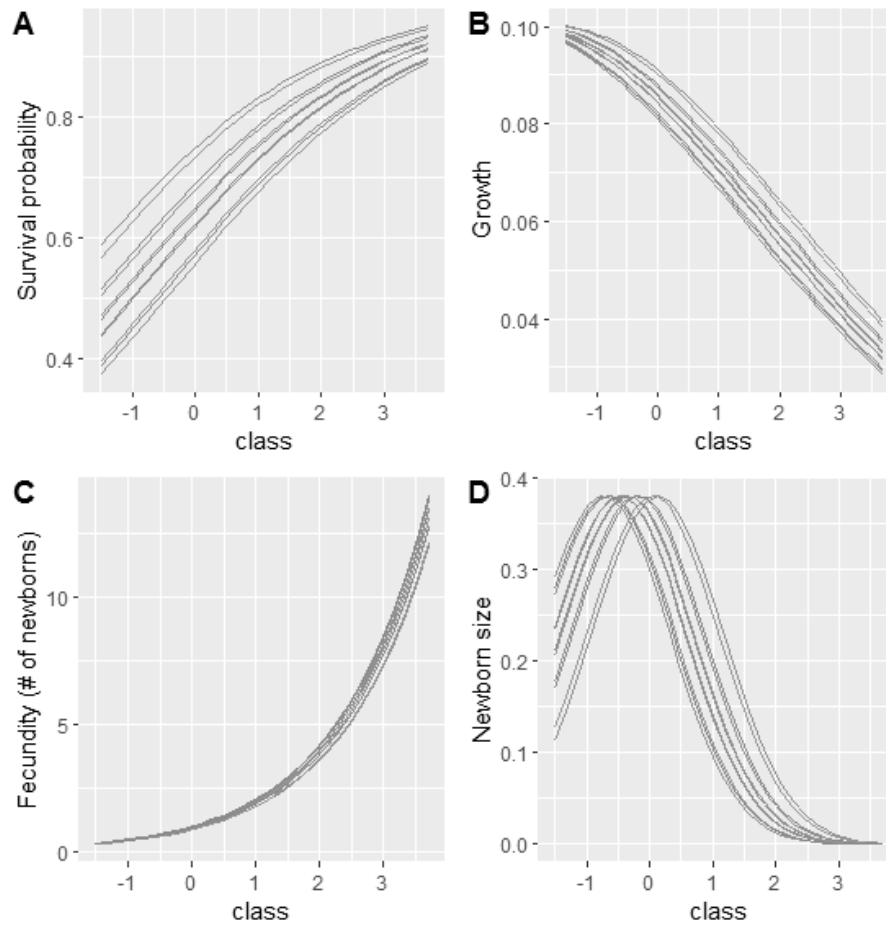 A
Survival probability
0.8
0.6
0.4
-1 0 1 2 3
class
B
Growth
0.10
0.08
0.06
0.04
-1 0 1 2 3
class
C
Fecundity (# of newborns)
10
5
0
-1 0 1 2 3
class
D
Newborn size
0.4
0.3
0.2
0.1
0.0
-1 0 1 2 3
class